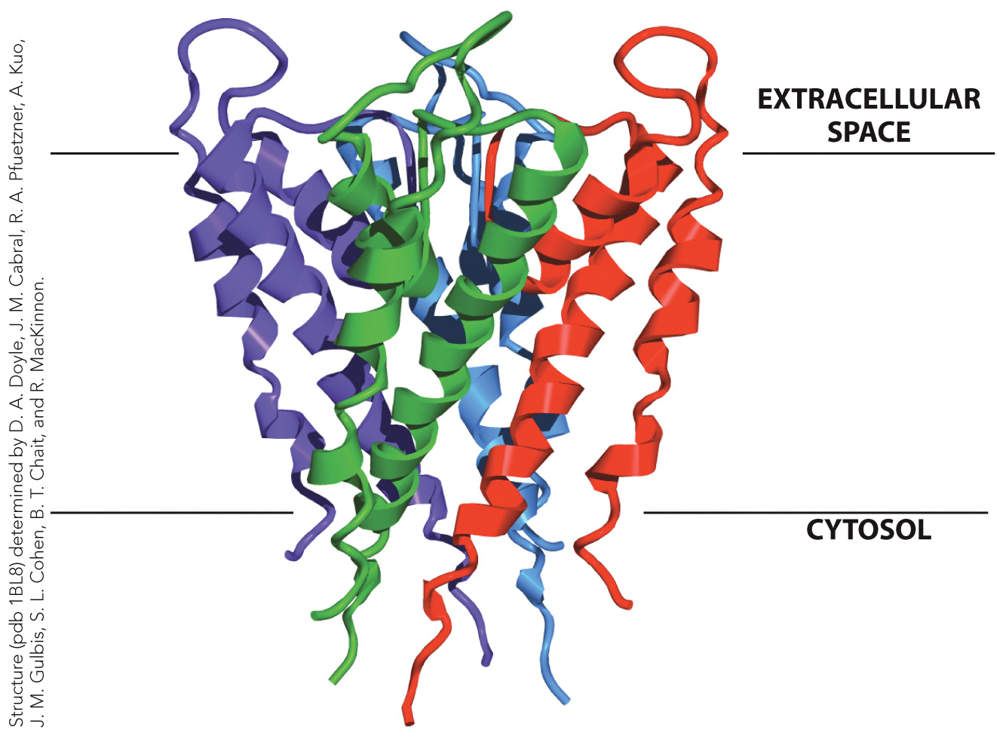 Structure (pdb 1BL8) determined by D. A. Doyle, J. M. Cabral, R. A. Pfuetzner, A. Kuo,
J. M. Gulbis, S. L. Cohen, B. T. Chait, and R. MacKinnon.
EXTRACELLULAR
SPACE
CYTOSOL